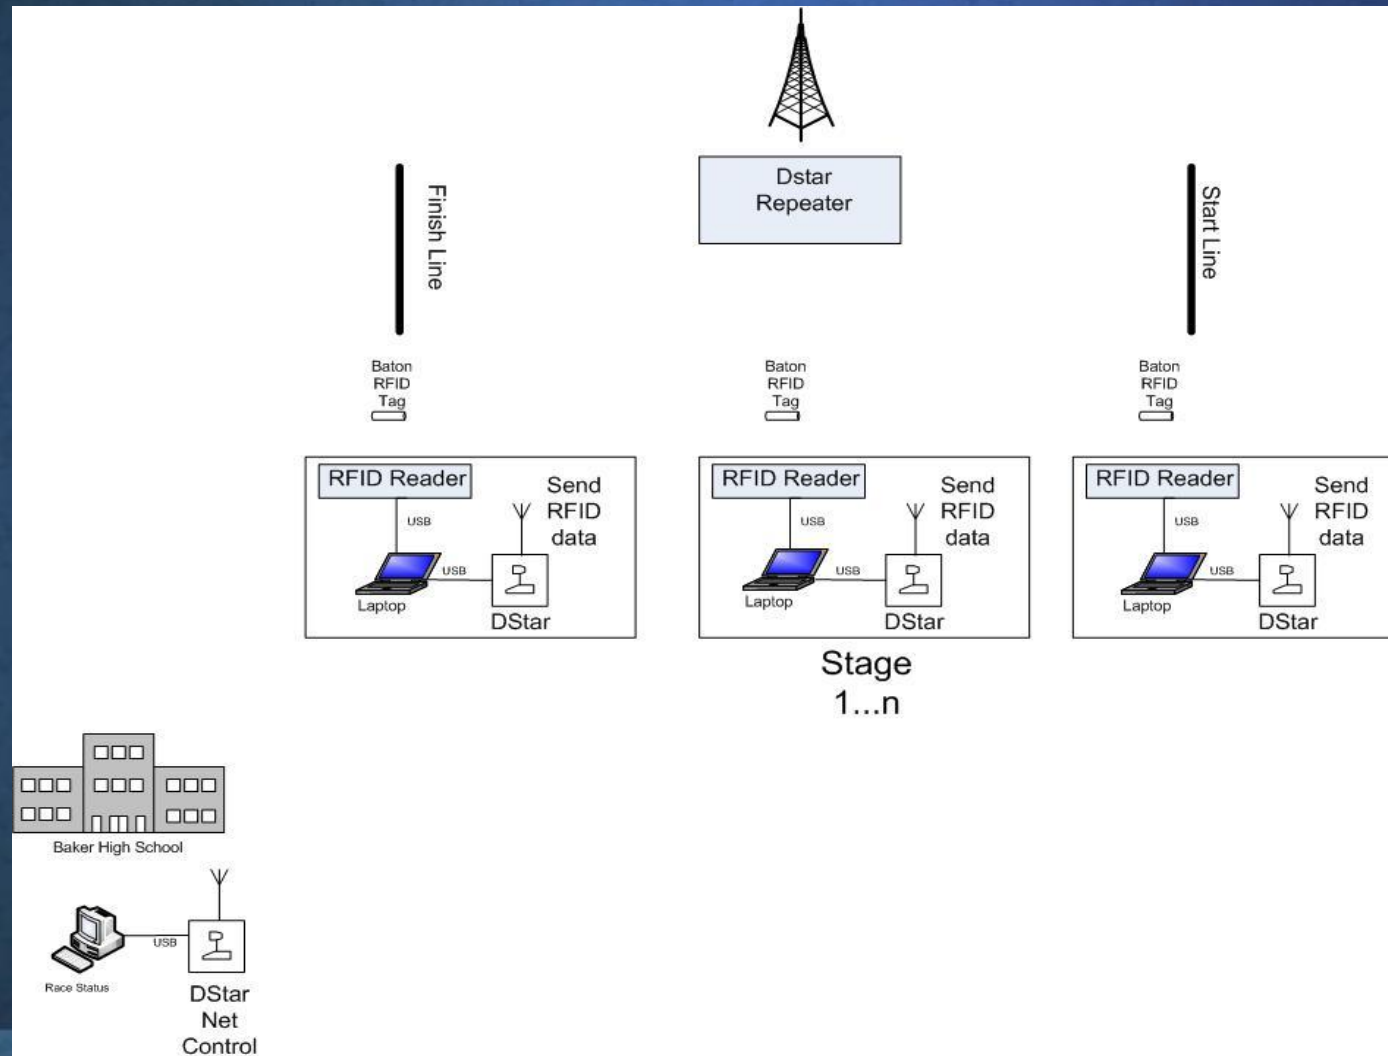 Dstar
Repeater
Finish Line
Start Line
Baton
RFID
Tag
Baton
RFID
Tag
Baton
RFID
Tag
RFID Reader
USB
Laptop
USB
Send
RFID
data
DStar
RFID Reader
USB
Laptop
USB
Send
RFID
data
DStar
Stage
1...n
RFID Reader
USB
Laptop
USB
Send
RFID
data
DStar
Baker High School
Race Status
USB
DStar
Net
Control